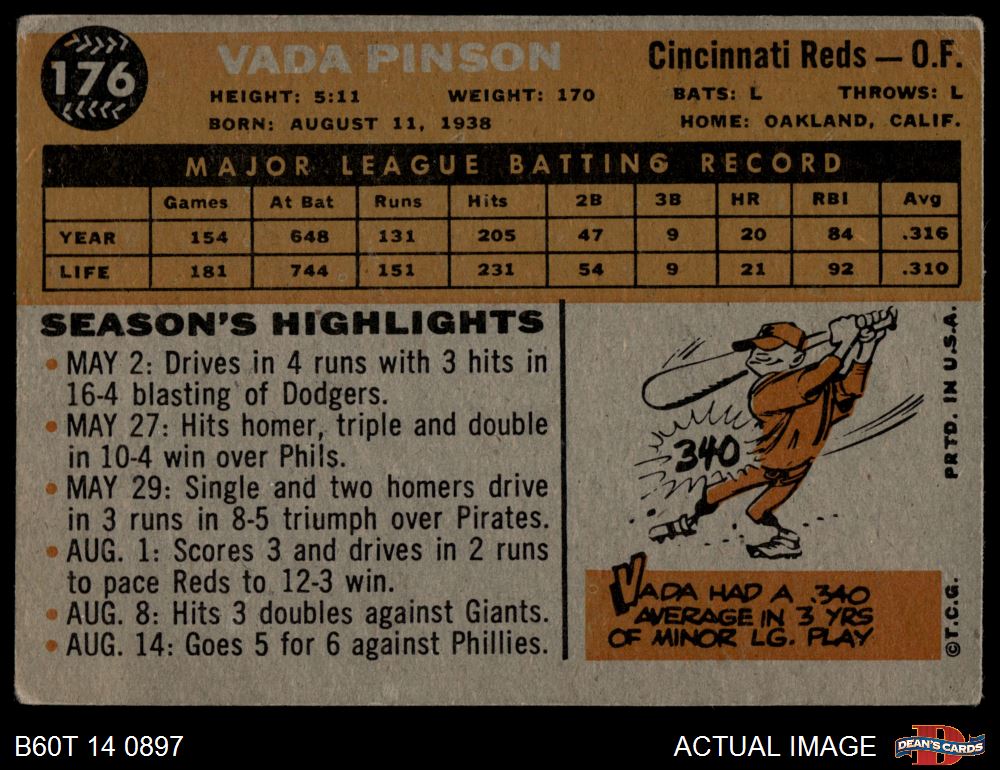 176
VADA PINSON
Cincinnati Reds — O.F.
HEIGHT: 5:11 WEIGHT: 170 BATS: L THROWS: L
BORN: AUGUST 11, 1938 HOME: OAKLAND, CALIF.
MAJOR LEAGUE BATTING RECORD
Games At Bat Runs Hits 2B 3B HR RBI Avg
YEAR 154 648 131 205 47 9 20 84 .316
LIFE 181 744 151 231 54 9 21 92 .310
SEASON'S HIGHLIGHTS
• MAY 2: Drives in 4 runs with 3 hits in
16-4 blasting of Dodgers.
• MAY 27: Hits homer, triple and double
in 10-4 win over Phils.
• MAY 29: Single and two homers drive
in 3 runs in 8-5 triumph over Pirates.
• AUG. 1: Scores 3 and drives in 2 runs
to pace Reds to 12-3 win.
• AUG. 8: Hits 3 doubles against Giants.
• AUG. 14: Goes 5 for 6 against Phillies.
340
VADA HAD A .340
AVERAGE IN 3 YRS
OF MINOR LG. PLAY
©T.C.G. PRTD. IN U.S.A.
B60T 14 0897
ACTUAL IMAGE
D
DEAN'S CARDS